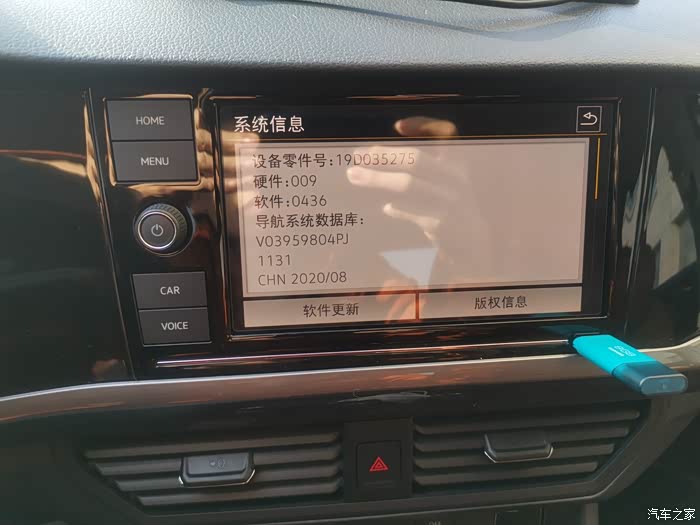 HOME
MENU
CAR
VOICE
系统信息
设备零件号:19D035275
硬件:009
软件:0436
导航系统数据库:
V03959804PJ
1131
CHN 2020/08
软件更新
版权信息
汽车之家